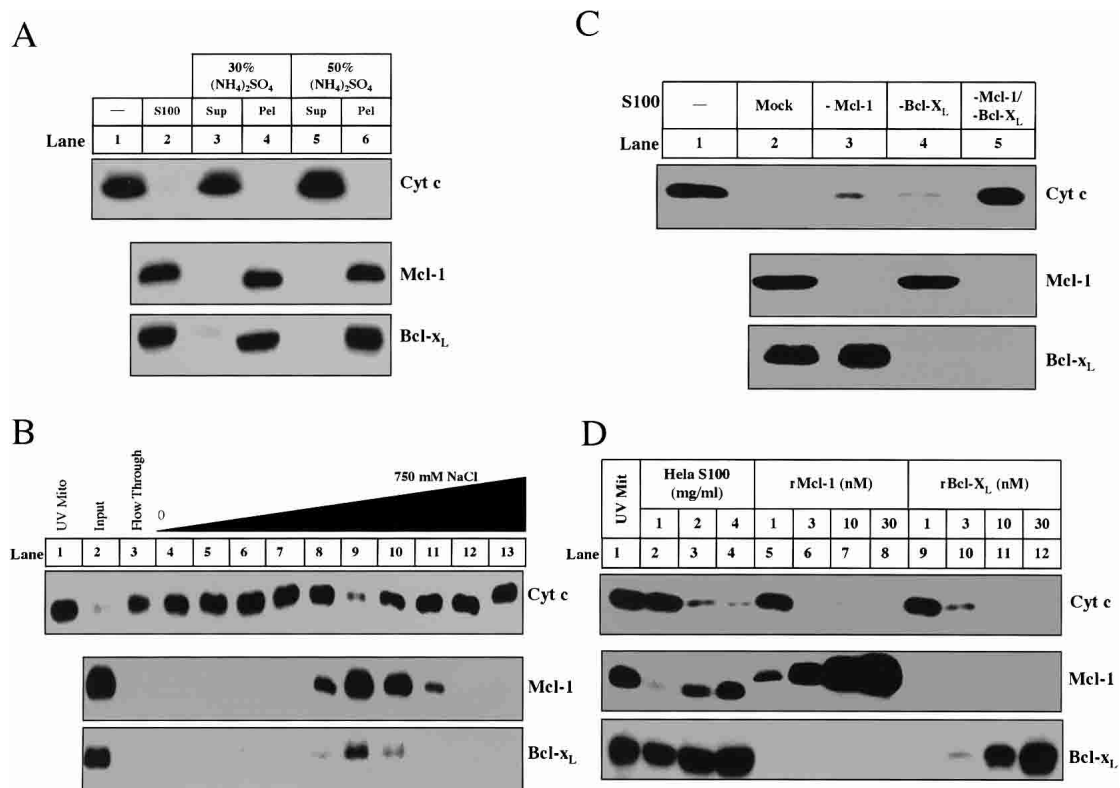 A
30% 50%
(NH4)2SO4 (NH4)2SO4
— S100 Sup Pel Sup Pel
Lane 1 2 3 4 5 6
Cyt c
Mcl-1
Bcl-xL
C
S100 — Mock - Mcl-1 -Bcl-XL -Mcl-1/
-Bcl-XL
Lane 1 2 3 4 5
Cyt c
Mcl-1
Bcl-xL
B
UV Mito Input Flow Through 0 750 mM NaCl
Lane 1 2 3 4 5 6 7 8 9 10 11 12 13
Cyt c
Mcl-1
Bcl-xL
D
UV Mit Hela S100 rMcl-1 (nM) rBcl-XL (nM)
(mg/ml)
1 2 4 1 3 10 30 1 3 10 30
Lane 1 2 3 4 5 6 7 8 9 10 11 12
Cyt c
Mcl-1
Bcl-xL